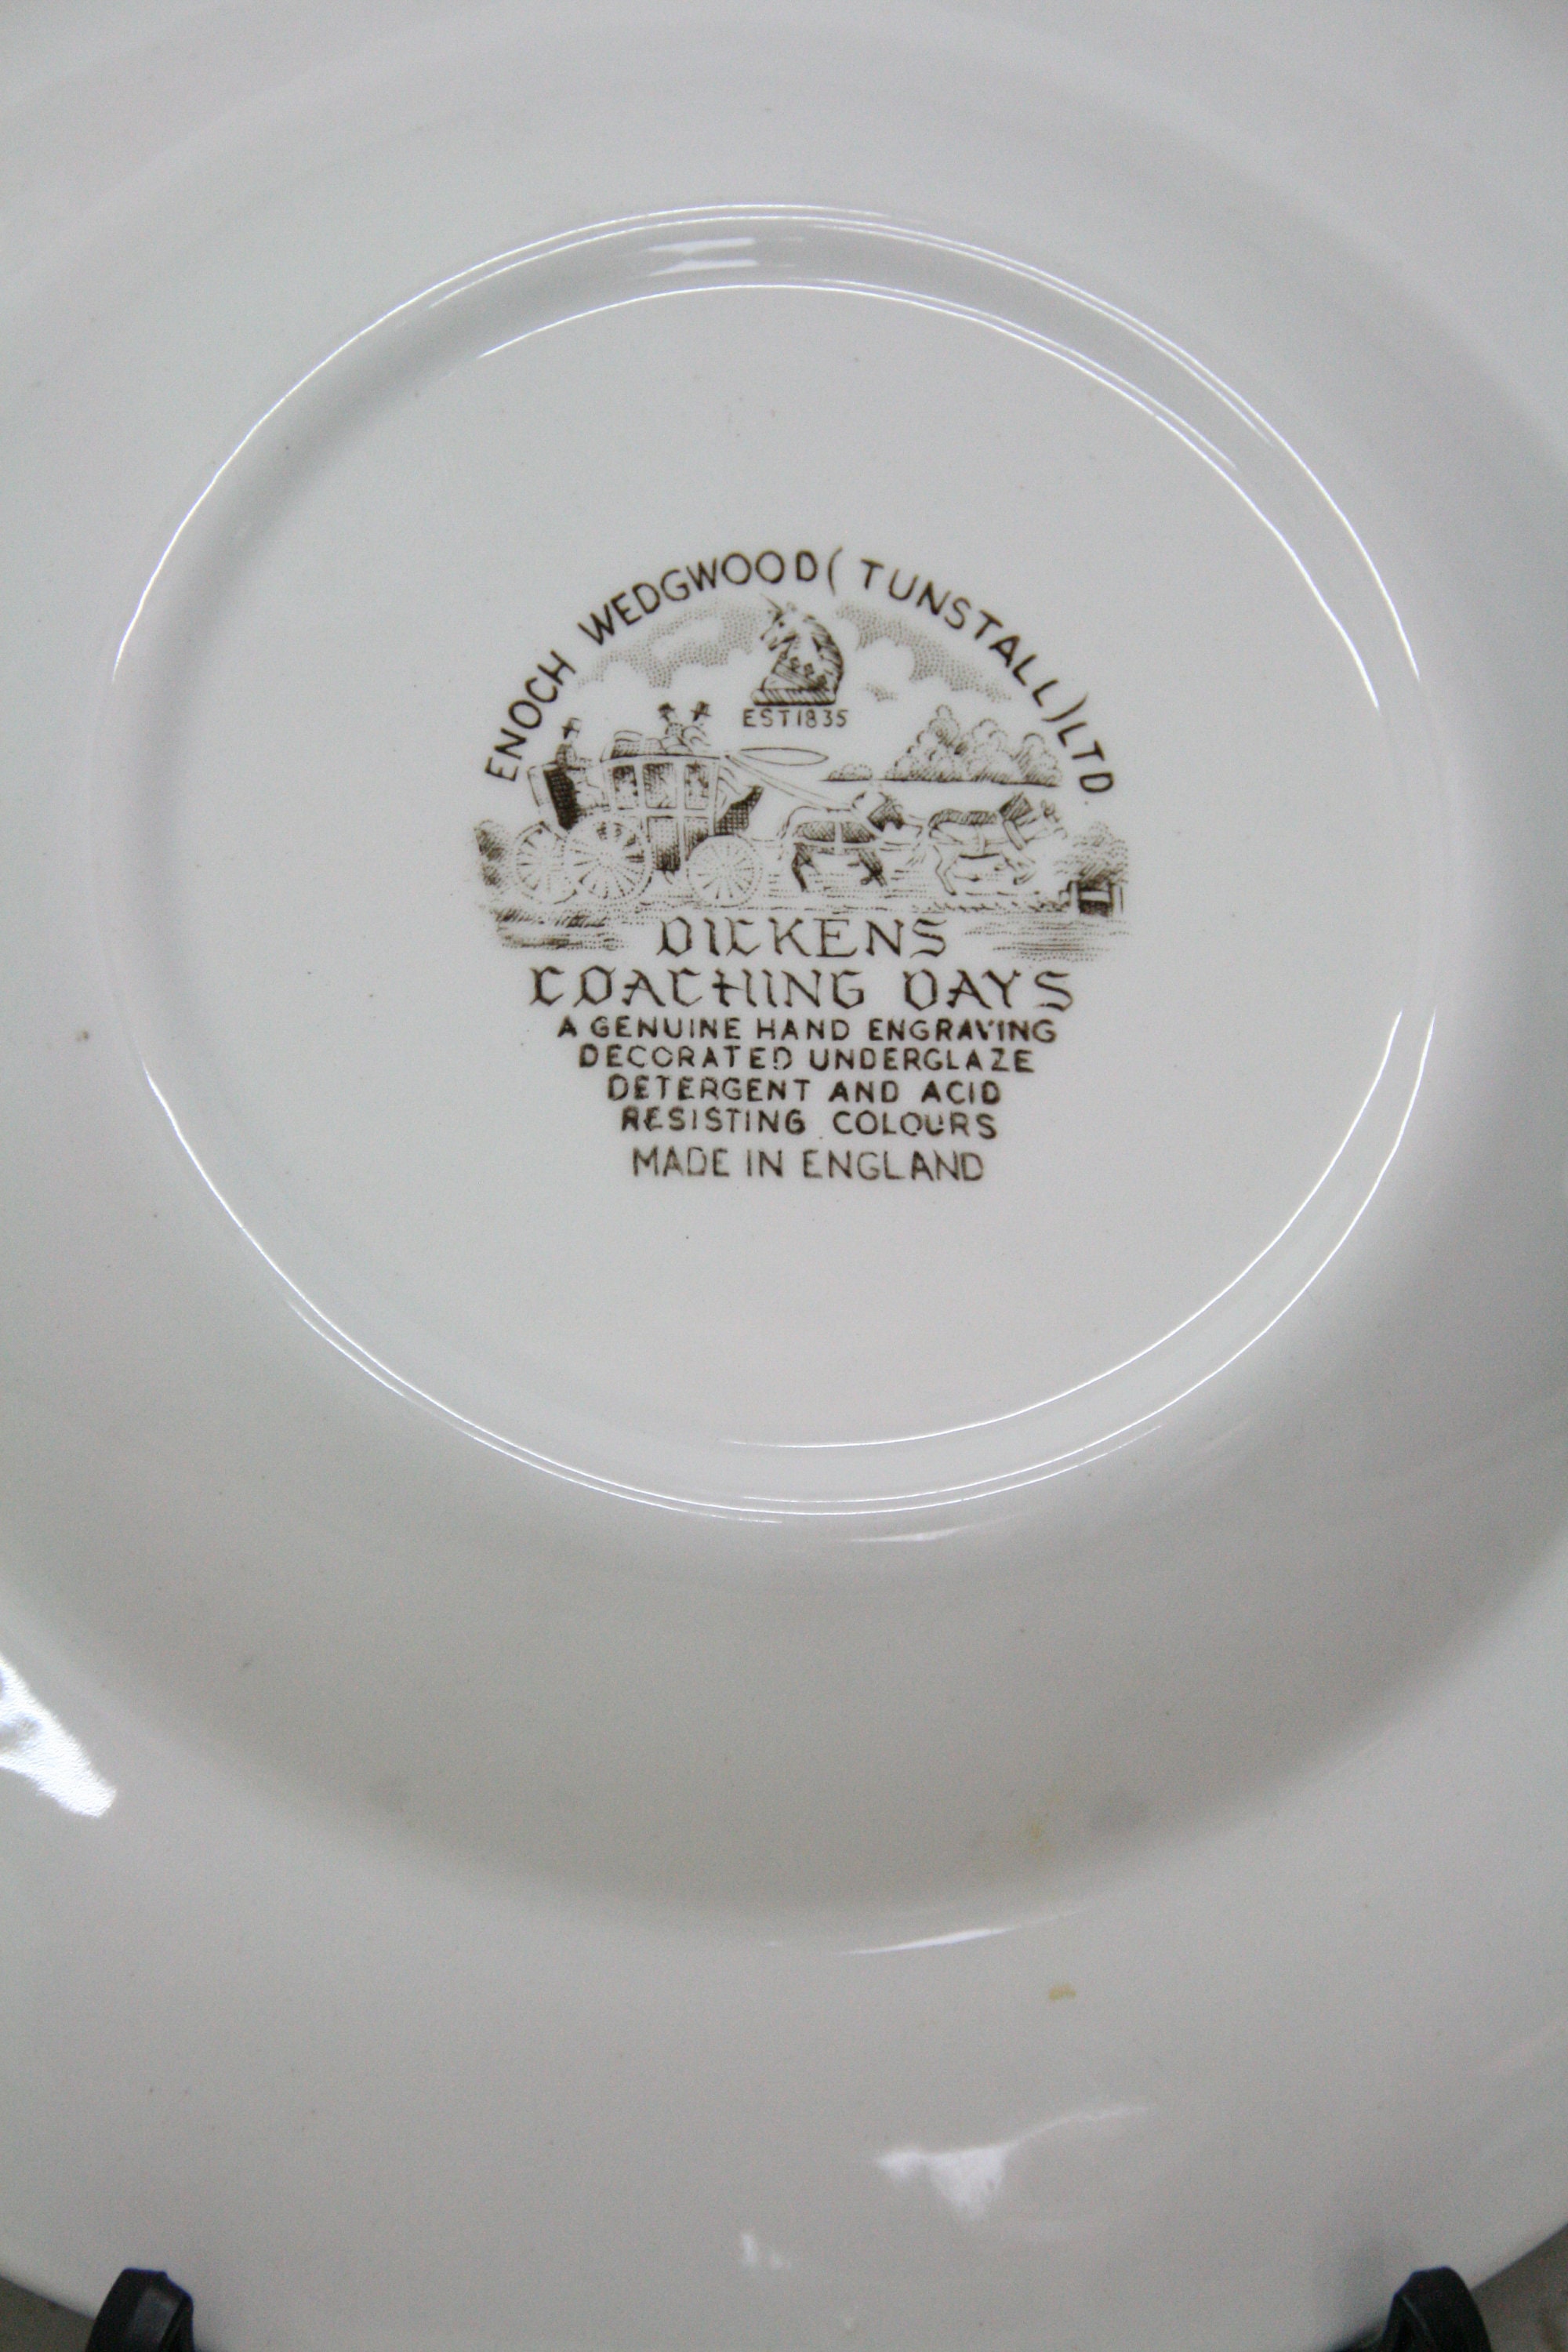 ENOCH WEDGWOOD (TUNSTALL) LTD
EST 1835
DICKENS
COACHING DAYS
A GENUINE HAND ENGRAVING
DECORATED UNDERGLAZE
DETERGENT AND ACID
RESISTING COLOURS
MADE IN ENGLAND